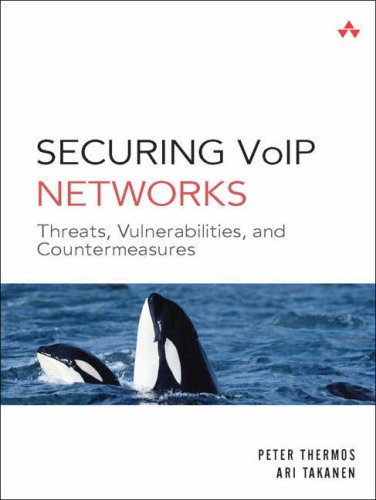 SECURING VoIP
NETWORKS
Threats, Vulnerabilities, and
Countermeasures
PETER THERMOS
ARI TAKANEN